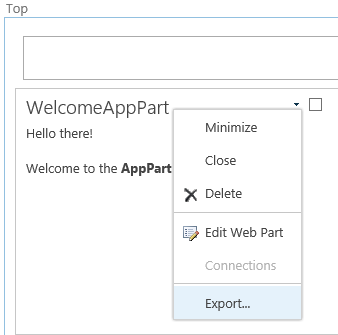 Top
WelcomeAppPart
Hello there!
Welcome to the AppPart
Minimize
Close
Delete
Edit Web Part
Connections
Export...